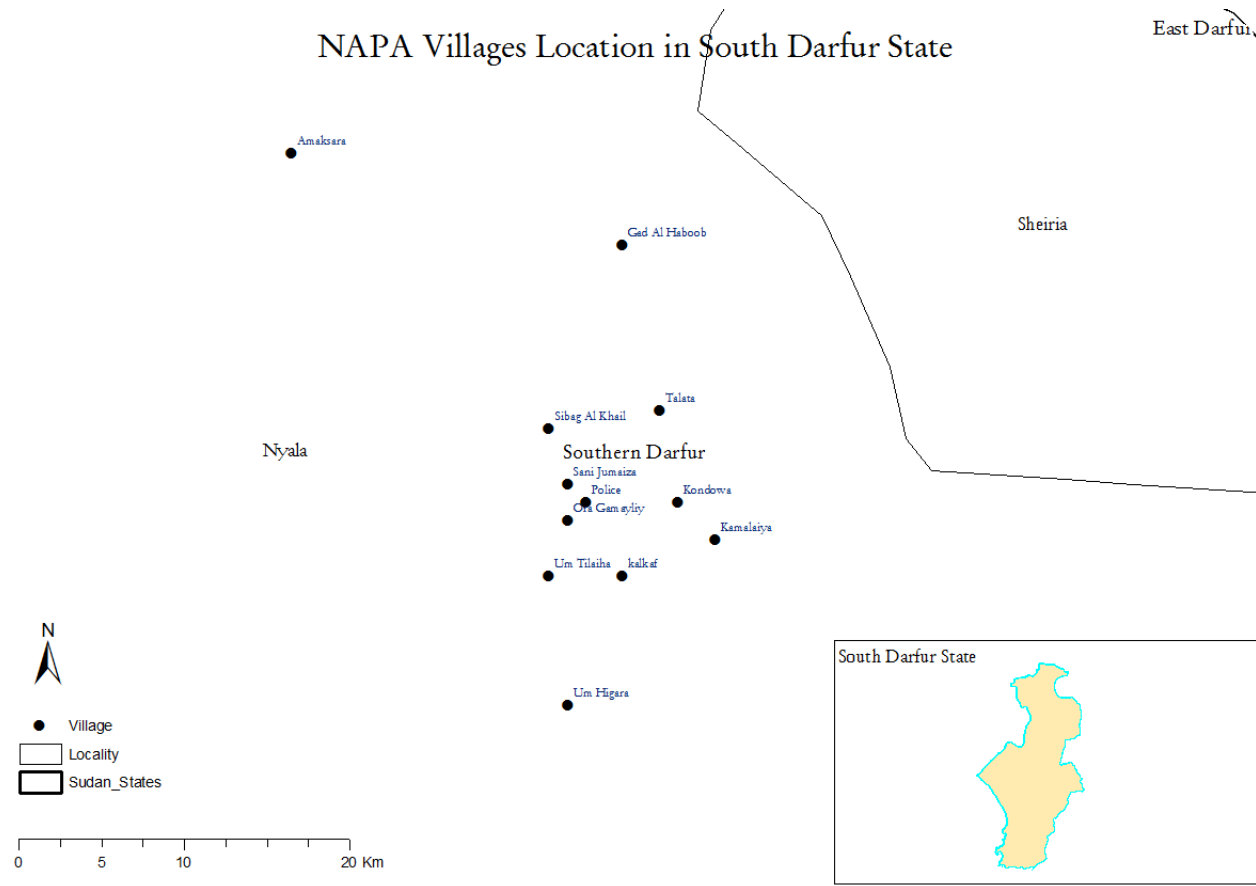 NAPA Villages Location in South Darfur State
East Darfur
Amaksara
Sheiria
Gad Al Haboob
Talata
Sibag Al Khail
Nyala
Southern Darfur
Sani Jumaiza
Police
Kondowa
Ora Gamayliy
Kamalaiya
Um Tilaiha
kalkaf
N
South Darfur State
Um Higara
Village
Locality
Sudan_States
0 5 10 20 Km